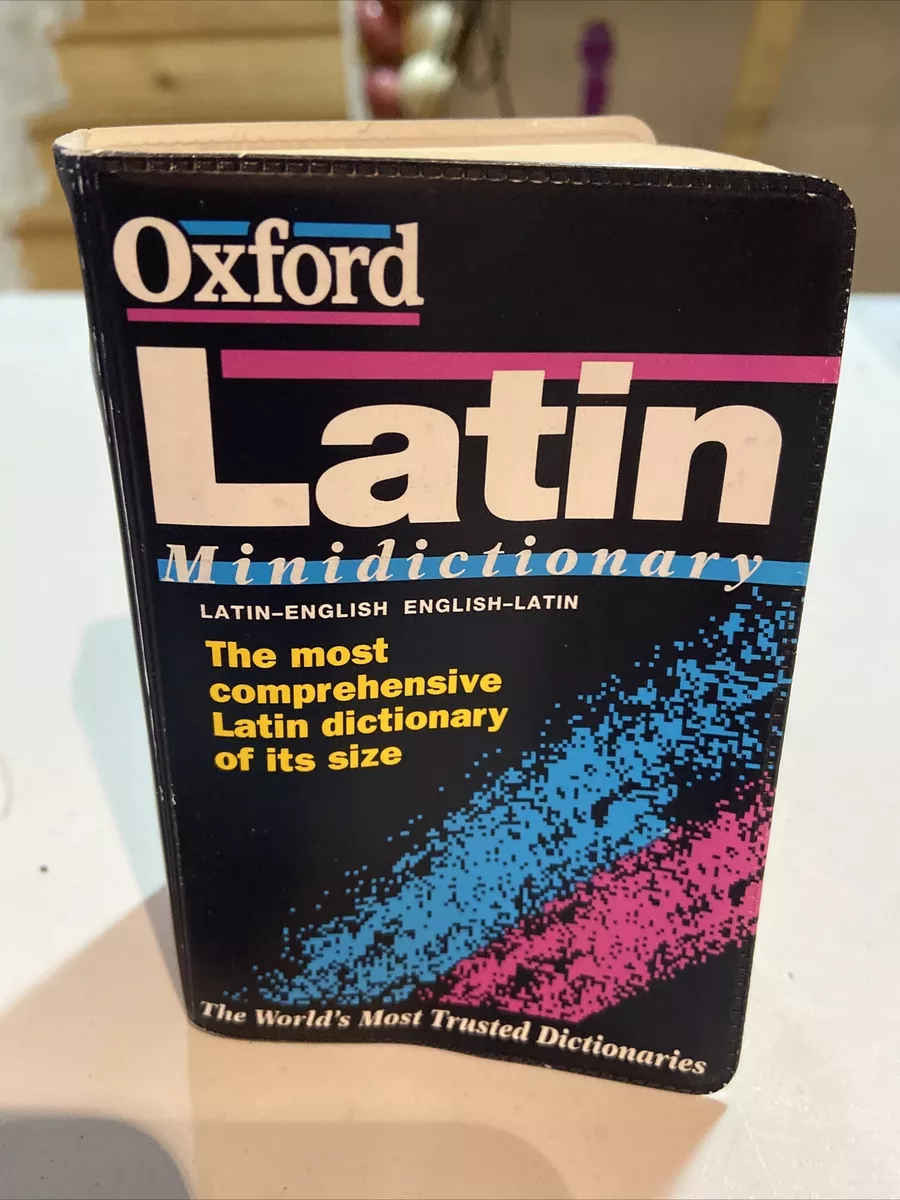 Oxford
Latin
Minidictionary
LATIN–ENGLISH ENGLISH–LATIN
The most
comprehensive
Latin dictionary
of its size
The World's Most Trusted Dictionaries